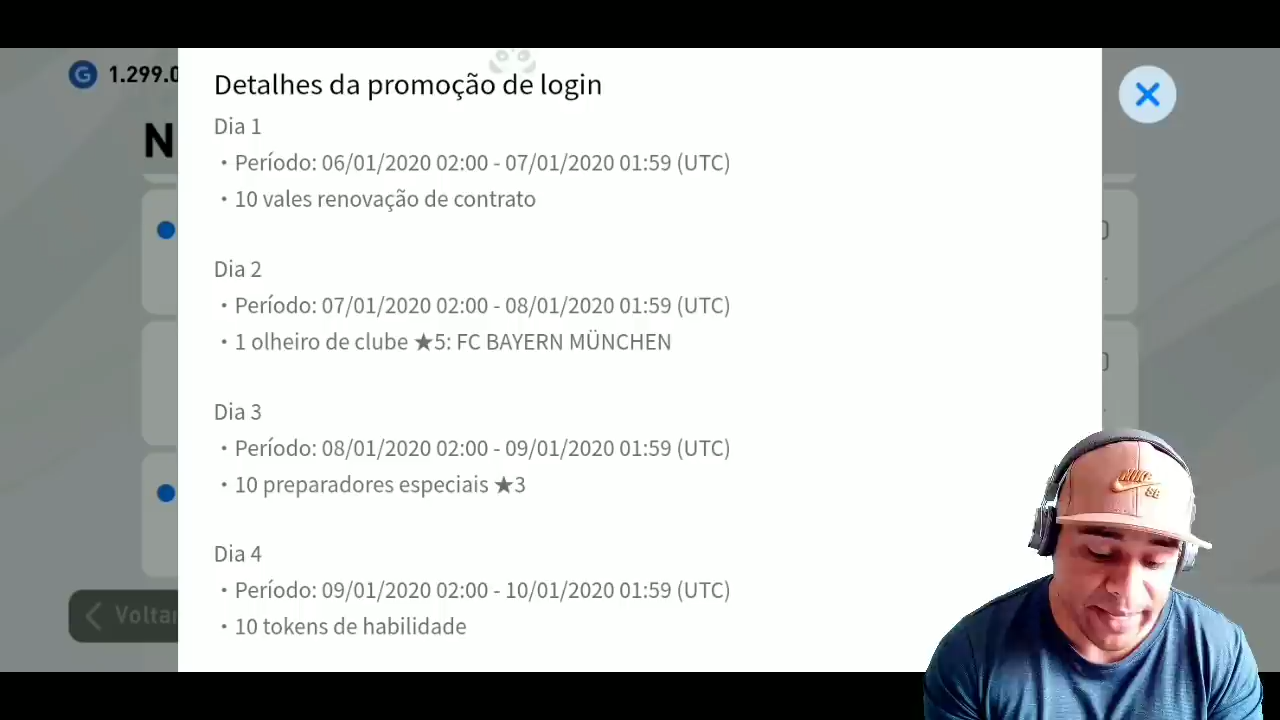 G 1.299.0
N
Detalhes da promoção de login
Dia 1
・Período: 06/01/2020 02:00 - 07/01/2020 01:59 (UTC)
・10 vales renovação de contrato
Dia 2
・Período: 07/01/2020 02:00 - 08/01/2020 01:59 (UTC)
・1 olheiro de clube ★5: FC BAYERN MÜNCHEN
Dia 3
・Período: 08/01/2020 02:00 - 09/01/2020 01:59 (UTC)
・10 preparadores especiais ★3
Dia 4
・Período: 09/01/2020 02:00 - 10/01/2020 01:59 (UTC)
・10 tokens de habilidade
Volta
NIKE
SB